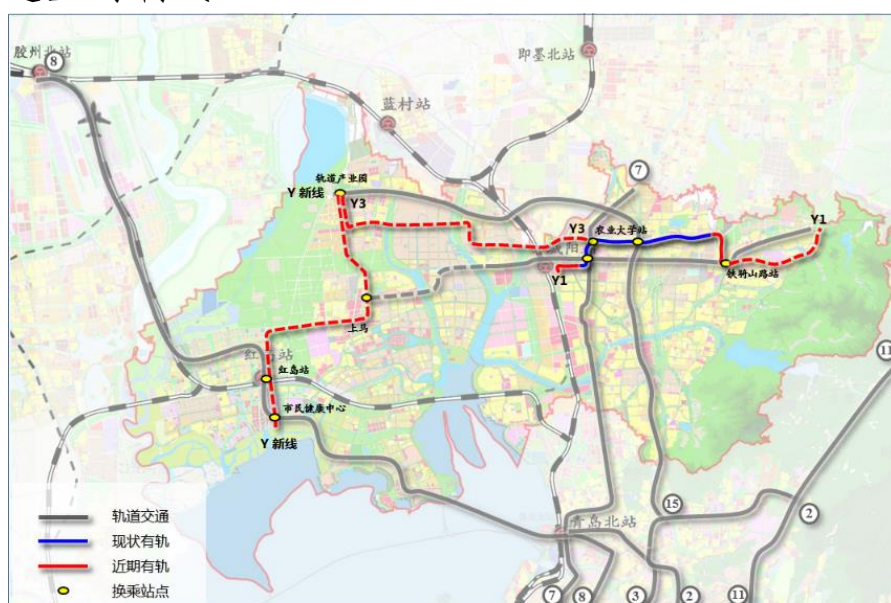 胶州北站
8
即墨北站
蓝村站
7
轨道产业园
Y 新线
Y3
Y1
Y3
农业大学站
城阳
Y1
铁骑山路站
上马
红岛站
红岛站
11
市民健康中心
Y 新线
15
2
青岛北站
轨道交通
现状有轨
近期有轨
换乘站点
7
8
3
2
11